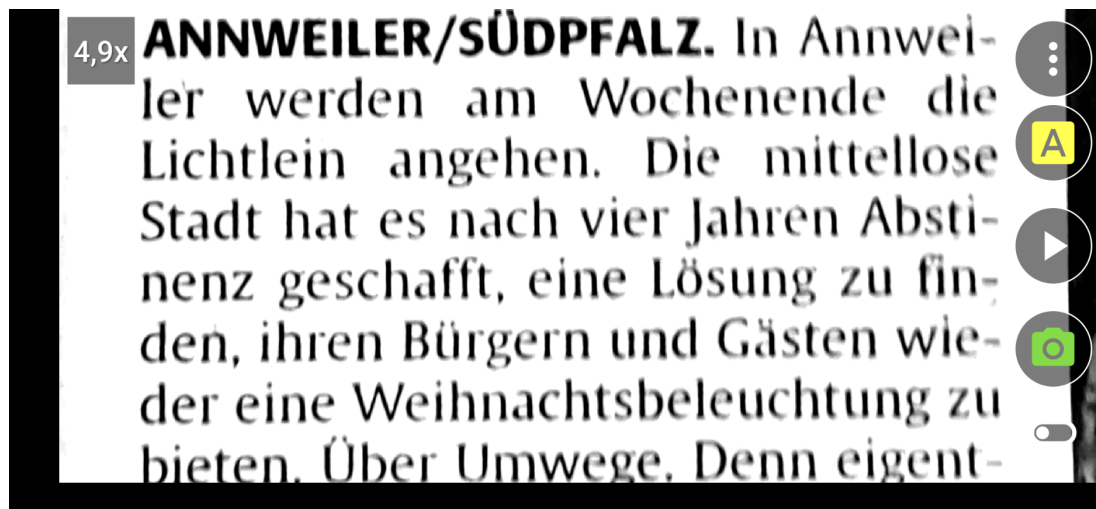 4,9x
ANNWEILER/SÜDPFALZ. In Annwei-
ler werden am Wochenende die
Lichtlein angehen. Die mittellose
Stadt hat es nach vier Jahren Absti-
nenz geschafft, eine Lösung zu fin-
den, ihren Bürgern und Gästen wie-
der eine Weihnachtsbeleuchtung zu
bieten. Über Umwege. Denn eigent-
A